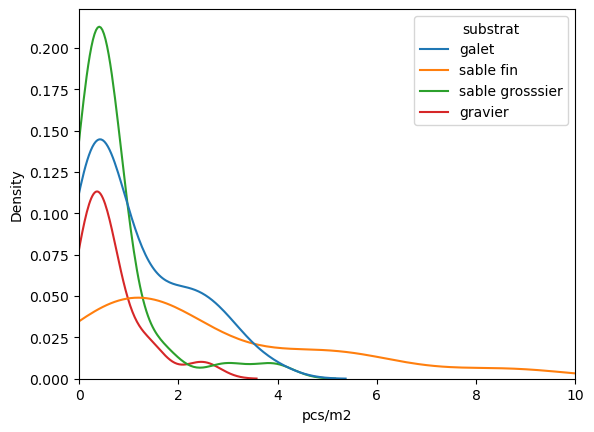 substrat
galet
sable fin
sable grosssier
gravier
0.200
0.175
0.150
0.125
0.100
0.075
0.050
0.025
0.000
Density
0 2 4 6 8 10
pcs/m2